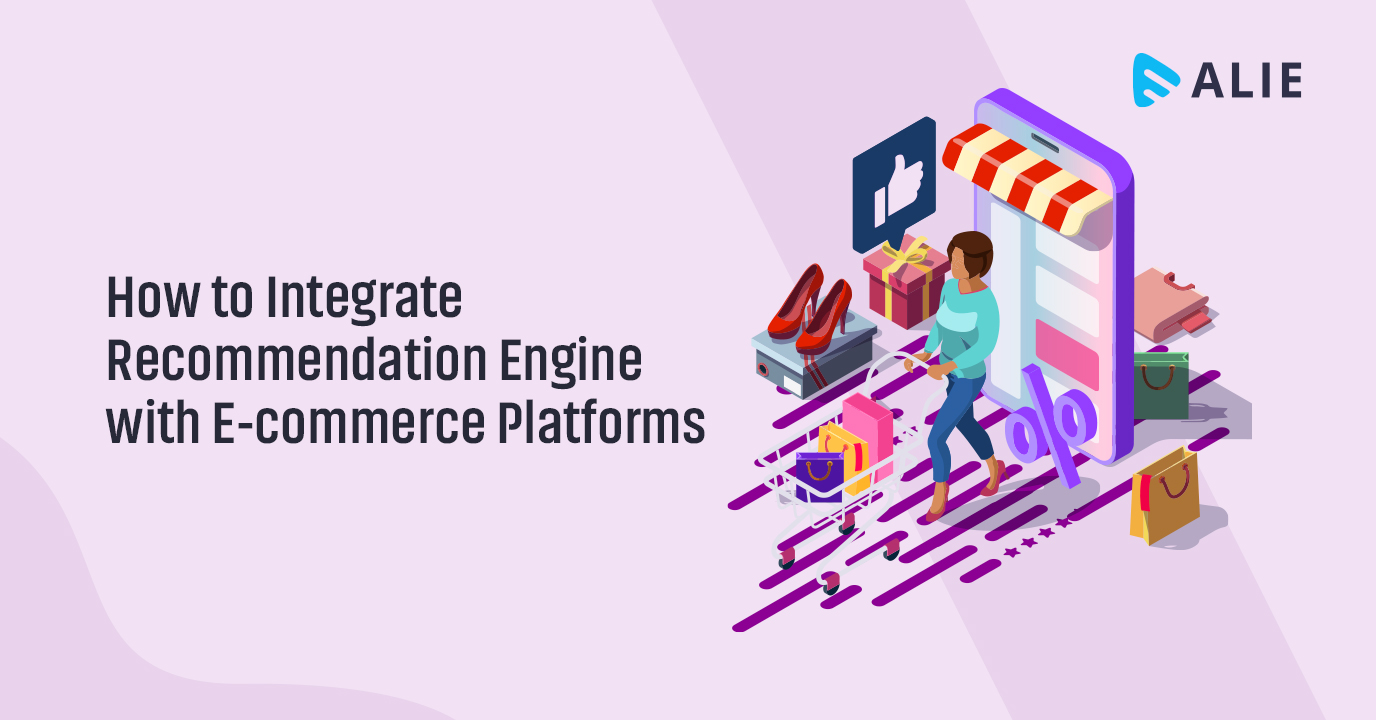 ALIE
How to Integrate
Recommendation Engine
with E-commerce Platforms